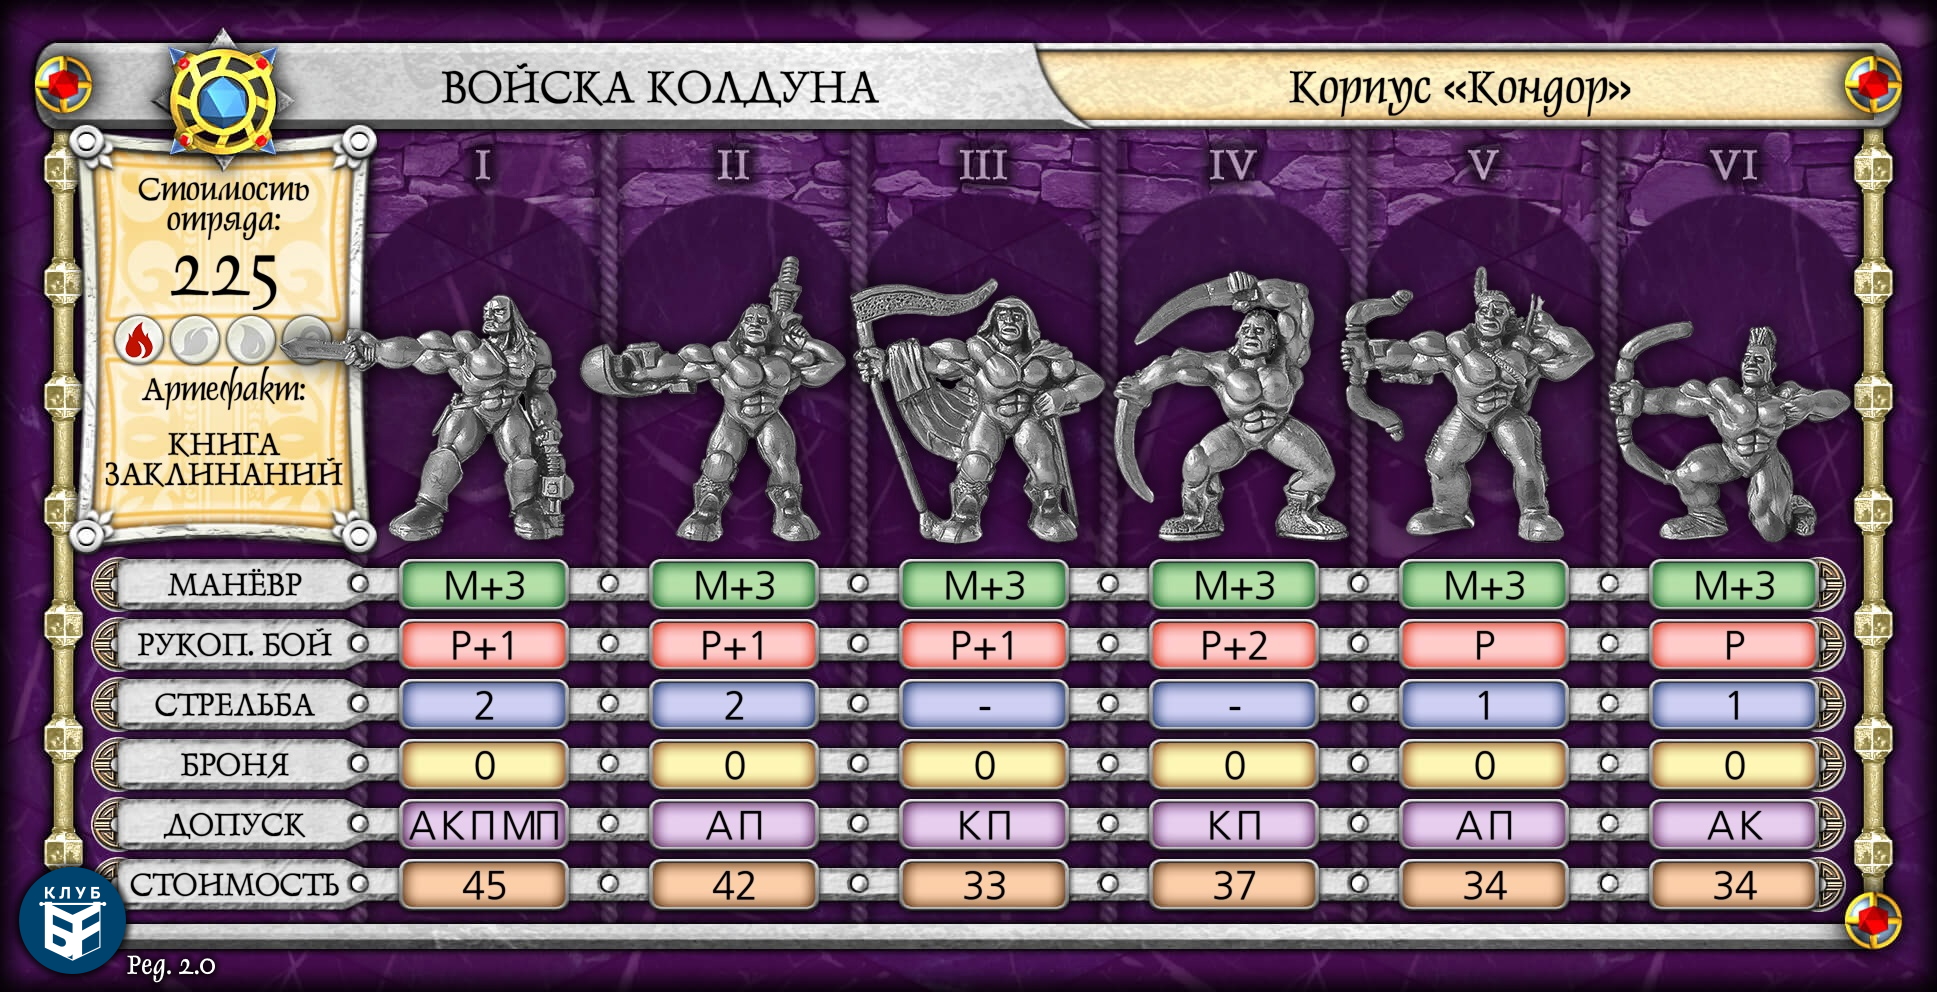 ВОЙСКА КОЛДУНА
Корпус «Кондор»
Стоимость
отряда:
225
Артефакт:
КНИГА
ЗАКЛИНАНИЙ
I II III IV V VI
МАНЁВР М+3 М+3 М+3 М+3 М+3 М+3
РУКОП. БОЙ Р+1 Р+1 Р+1 Р+2 Р Р
СТРЕЛЬБА 2 2 - - 1 1
БРОНЯ 0 0 0 0 0 0
ДОПУСК АКПМП АП КП КП АП АК
СТОИМОСТЬ 45 42 33 37 34 34
КЛУБ
БФ
Ред. 2.0